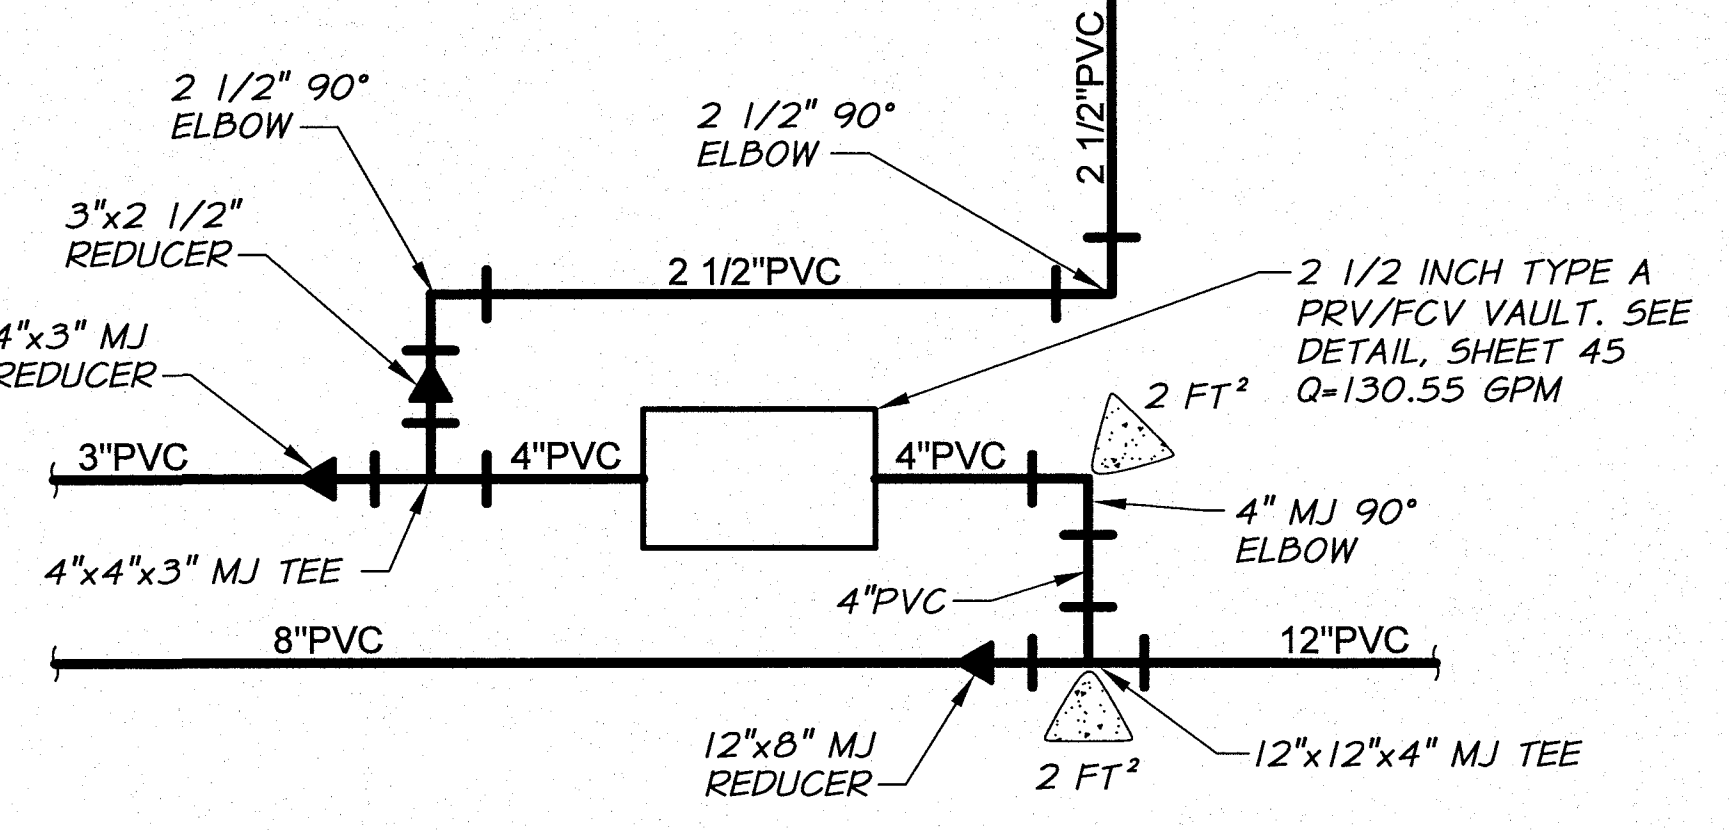 2 1/2"PVC
2 1/2" 90°
ELBOW
2 1/2" 90°
ELBOW
3"x2 1/2"
REDUCER
2 1/2"PVC
2 1/2 INCH TYPE A
PRV/FCV VAULT. SEE
DETAIL, SHEET 45
Q=130.55 GPM
4"x3" MJ
REDUCER
2 FT²
3"PVC
4"PVC
4"PVC
4" MJ 90°
ELBOW
4"x4"x3" MJ TEE
4"PVC
8"PVC
12"PVC
12"x8" MJ
REDUCER
2 FT²
12"x12"x4" MJ TEE